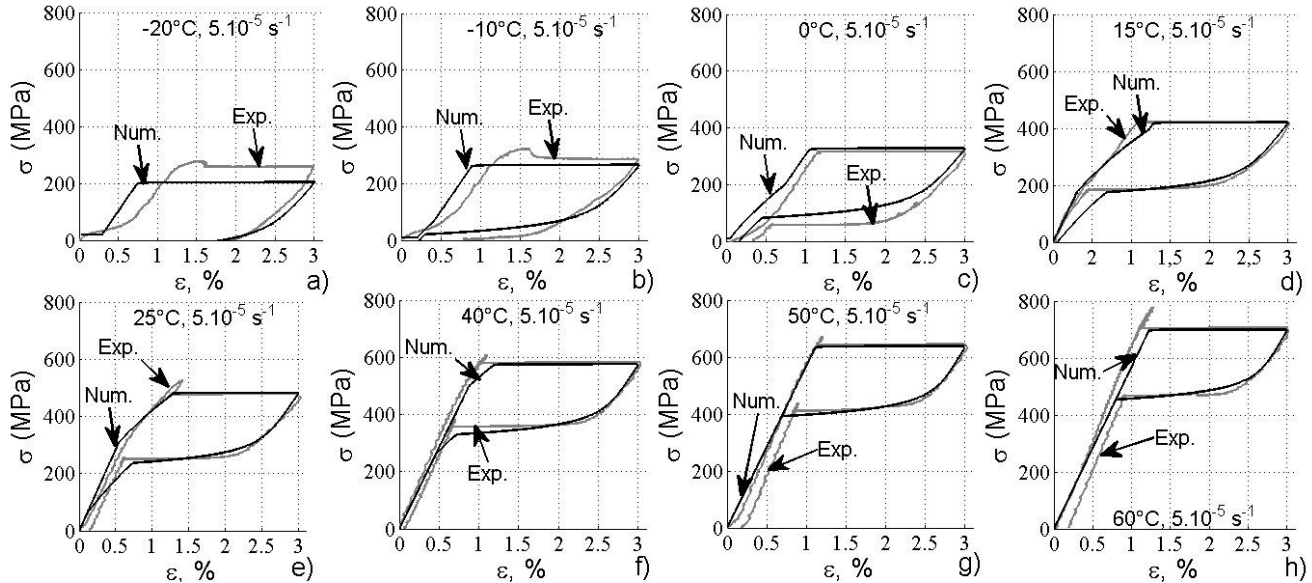 800
600
400
200
0
σ (MPa)
-20°C, 5.10⁻⁵ s⁻¹
Num.
Exp.
0 0.5 1 1.5 2 2.5 3
ε, %
a)
800
600
400
200
0
σ (MPa)
-10°C, 5.10⁻⁵ s⁻¹
Num.
Exp.
0 0.5 1 1.5 2 2.5 3
ε, %
b)
800
600
400
200
0
σ (MPa)
0°C, 5.10⁻⁵ s⁻¹
Num.
Exp.
0 0.5 1 1.5 2 2.5 3
ε, %
c)
800
600
400
200
0
σ (MPa)
15°C, 5.10⁻⁵ s⁻¹
Exp.
Num.
2 1 1,5 2 2,5 3
ε, %
d)
800
600
400
200
0
σ (MPa)
25°C, 5.10⁻⁵ s⁻¹
Exp.
Num.
0 0.5 1 1.5 2 2.5 3
ε, %
e)
800
600
400
200
0
σ (MPa)
40°C, 5.10⁻⁵ s⁻¹
Num.
Exp.
0 0.5 1 1.5 2 2.5 3
ε, %
f)
800
600
400
200
0
σ (MPa)
50°C, 5.10⁻⁵ s⁻¹
Num.
Exp.
0 0.5 1 1.5 2 2.5 3
ε, %
g)
800
600
400
200
0
σ (MPa)
Num.
Exp.
60°C, 5.10⁻⁵ s⁻¹
0 0.5 1 1.5 2 2.5 3
ε, %
h)